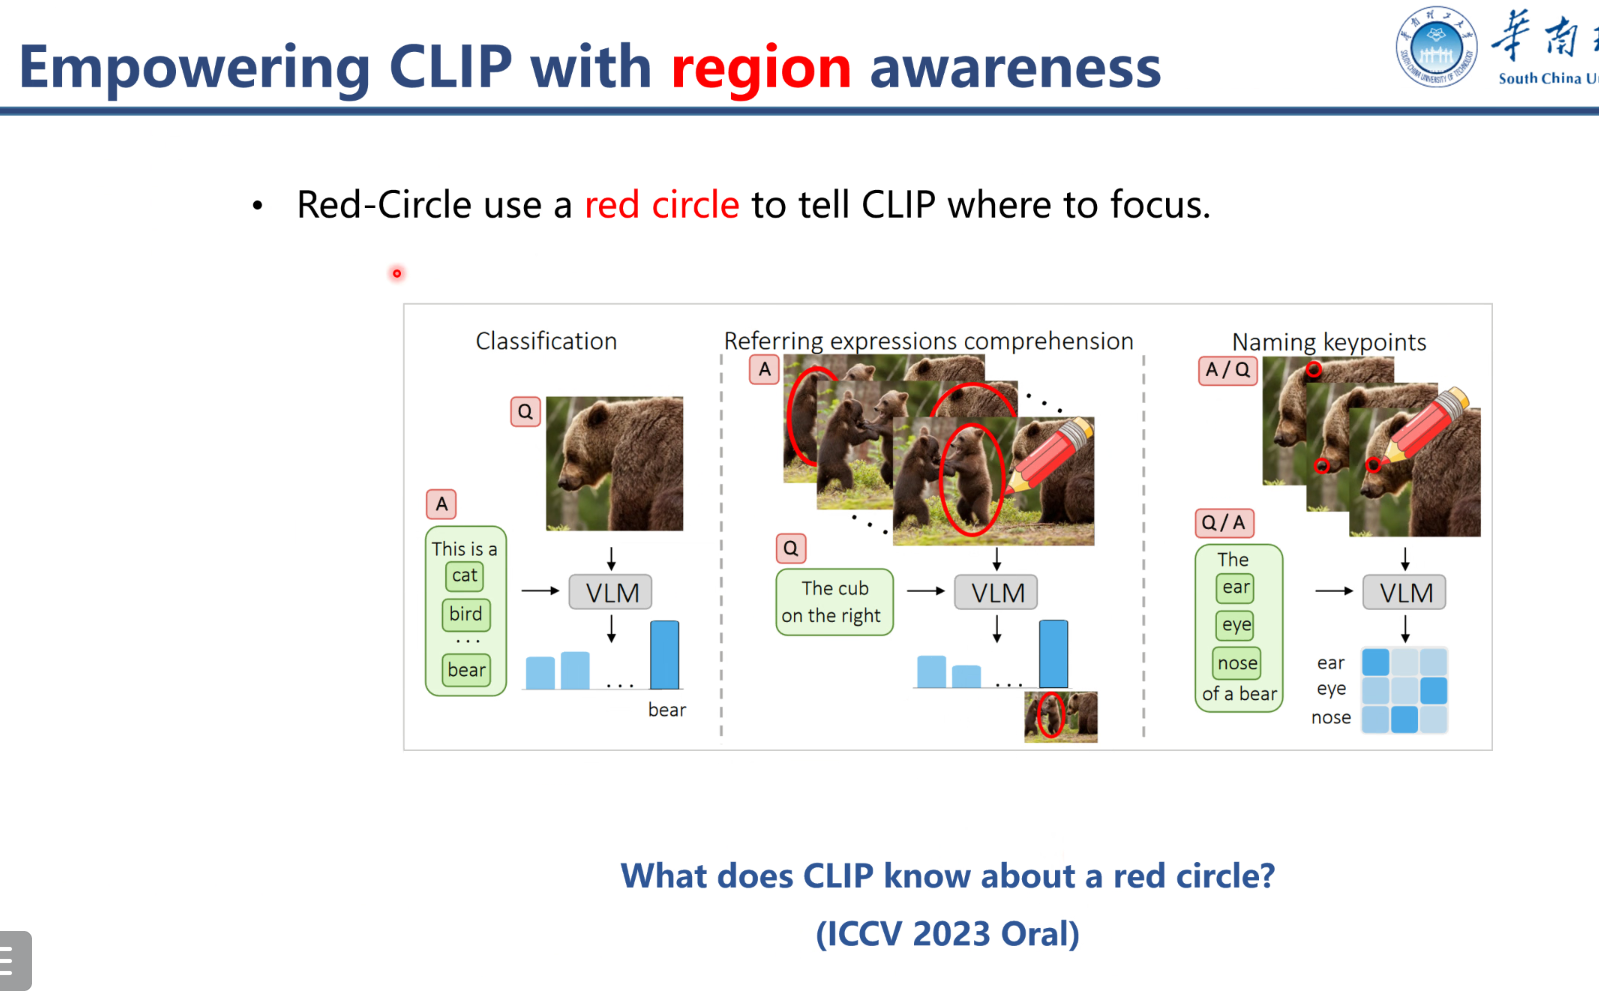 Empowering CLIP with region awareness
華南
South China U
• Red-Circle use a red circle to tell CLIP where to focus.
Classification
Q
A
This is a
cat
bird
...
bear
VLM
...
bear
Referring expressions comprehension
A
Q
The cub
on the right
VLM
...
Naming keypoints
A / Q
Q / A
The
ear
eye
nose
of a bear
VLM
ear
eye
nose
What does CLIP know about a red circle?
(ICCV 2023 Oral)